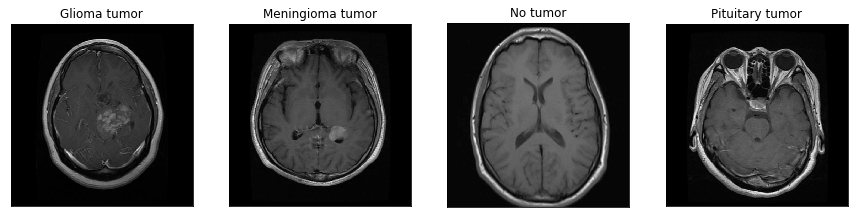 Glioma tumor
Meningioma tumor
No tumor
Pituitary tumor